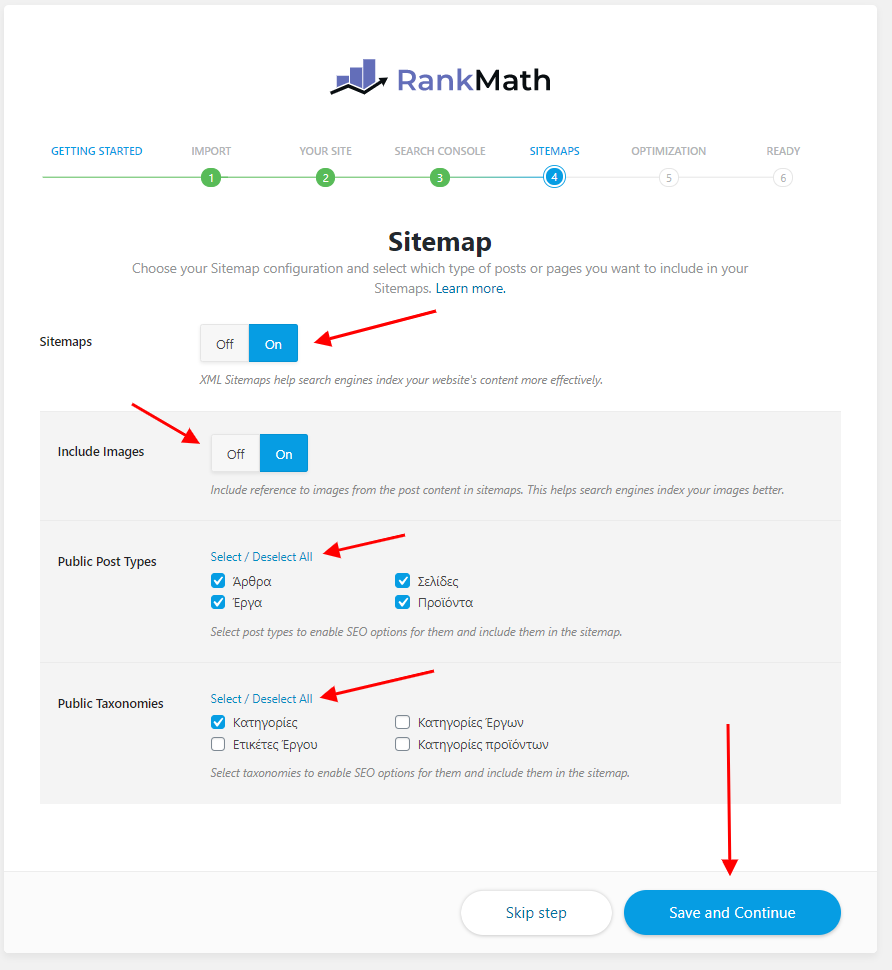 RankMath
GETTING STARTED IMPORT YOUR SITE SEARCH CONSOLE SITEMAPS OPTIMIZATION READY
1 2 3 4 5 6
Sitemap
Choose your Sitemap configuration and select which type of posts or pages you want to include in your
Sitemaps. Learn more.
Sitemaps Off On
XML Sitemaps help search engines index your website's content more effectively.
Include Images Off On
Include reference to images from the post content in sitemaps. This helps search engines index your images better.
Public Post Types Select / Deselect All
Άρθρα Σελίδες
Έργα Προϊόντα
Select post types to enable SEO options for them and include them in the sitemap.
Public Taxonomies Select / Deselect All
Κατηγορίες Κατηγορίες Έργων
Ετικέτες Έργου Κατηγορίες προϊόντων
Select taxonomies to enable SEO options for them and include them in the sitemap.
Skip step Save and Continue